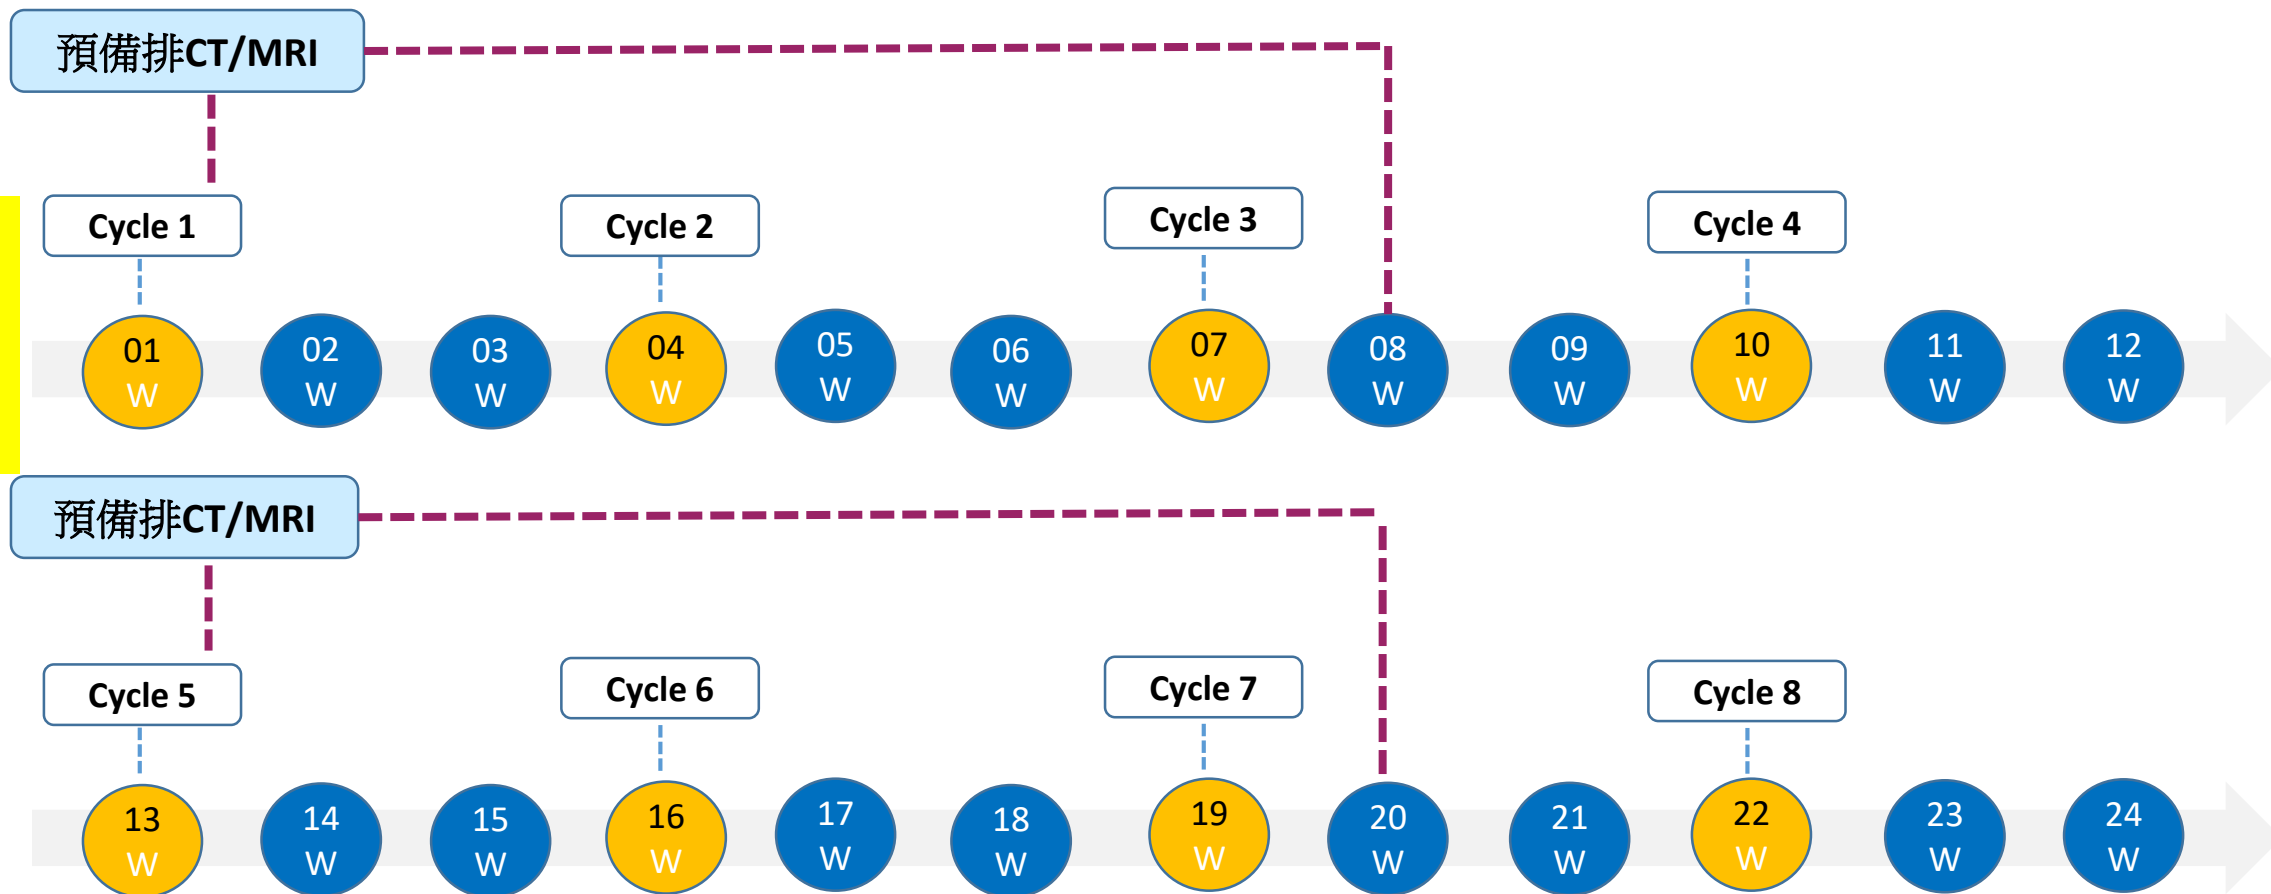 預備排CT/MRI
Cycle 1
Cycle 2
Cycle 3
Cycle 4
01
W
02
W
03
W
04
W
05
W
06
W
07
W
08
W
09
W
10
W
11
W
12
W
預備排CT/MRI
Cycle 5
Cycle 6
Cycle 7
Cycle 8
13
W
14
W
15
W
16
W
17
W
18
W
19
W
20
W
21
W
22
W
23
W
24
W